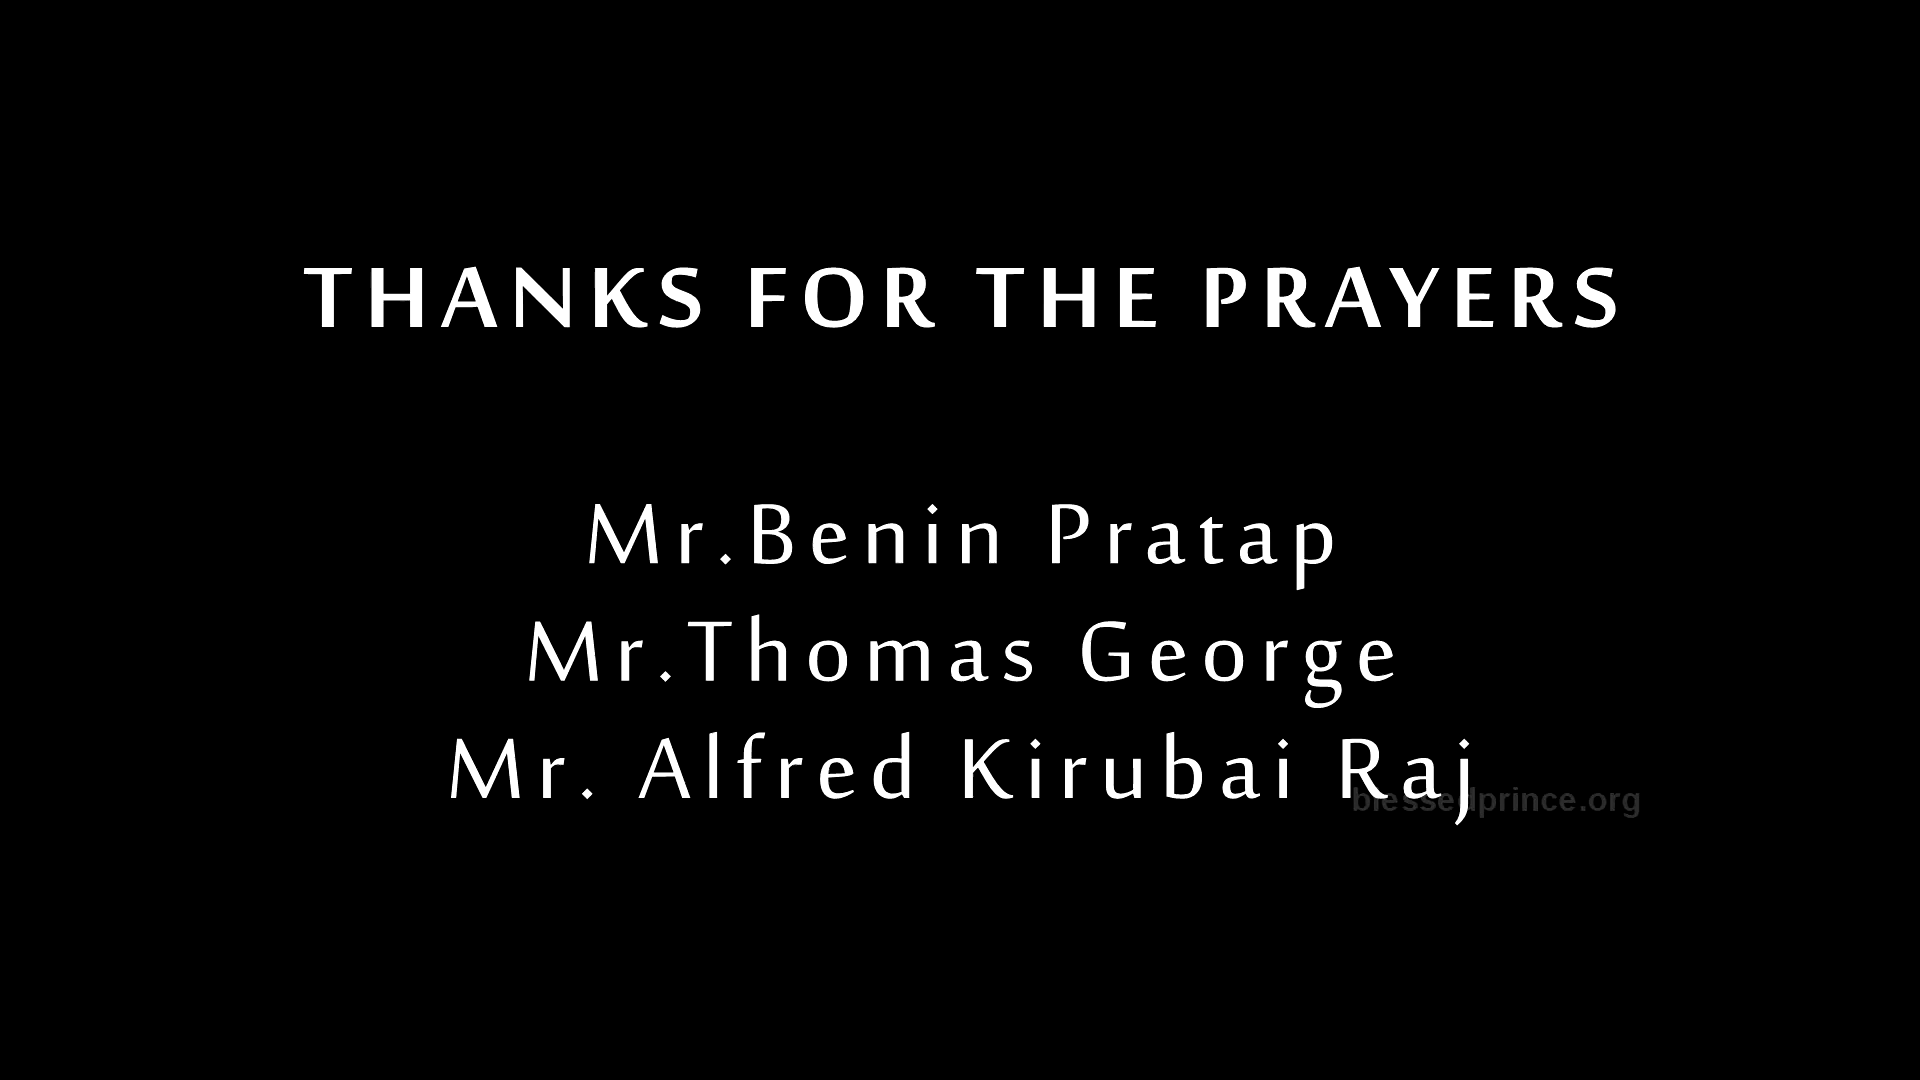 THANKS FOR THE PRAYERS
Mr.Benin Pratap
Mr.Thomas George
Mr. Alfred Kirubai Raj
blessedprince.org